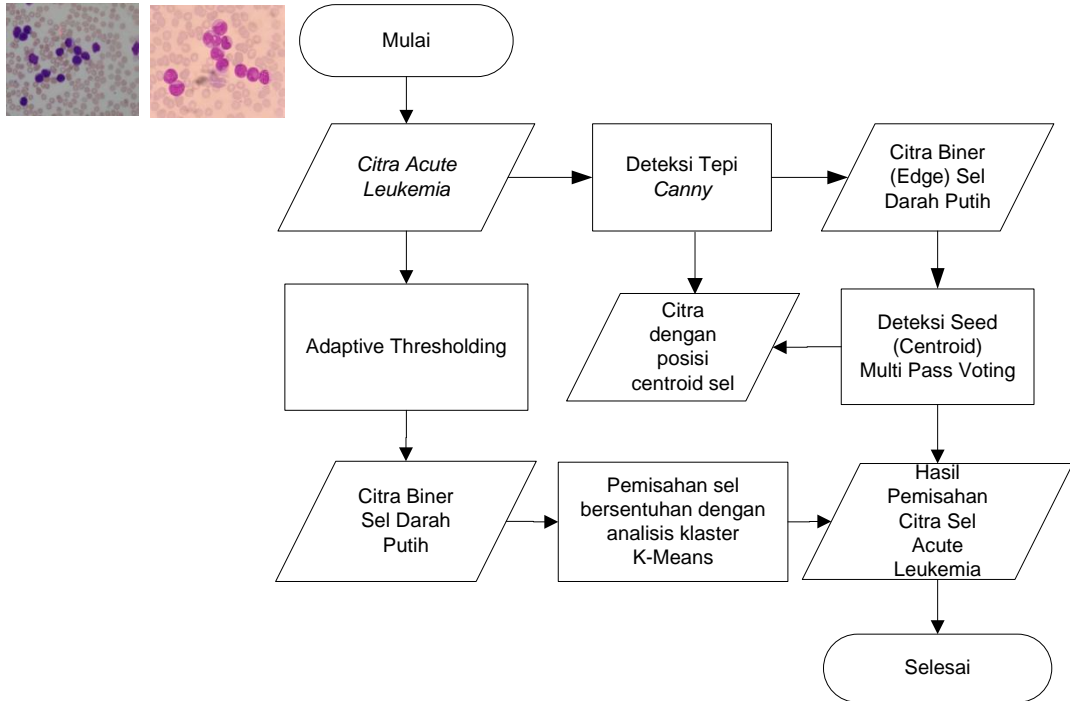 Mulai
Citra Acute
Leukemia
Deteksi Tepi
Canny
Citra Biner
(Edge) Sel
Darah Putih
Adaptive Thresholding
Citra
dengan
posisi
centroid sel
Deteksi Seed
(Centroid)
Multi Pass Voting
Citra Biner
Sel Darah
Putih
Pemisahan sel
bersentuhan dengan
analisis klaster
K-Means
Hasil
Pemisahan
Citra Sel
Acute
Leukemia
Selesai